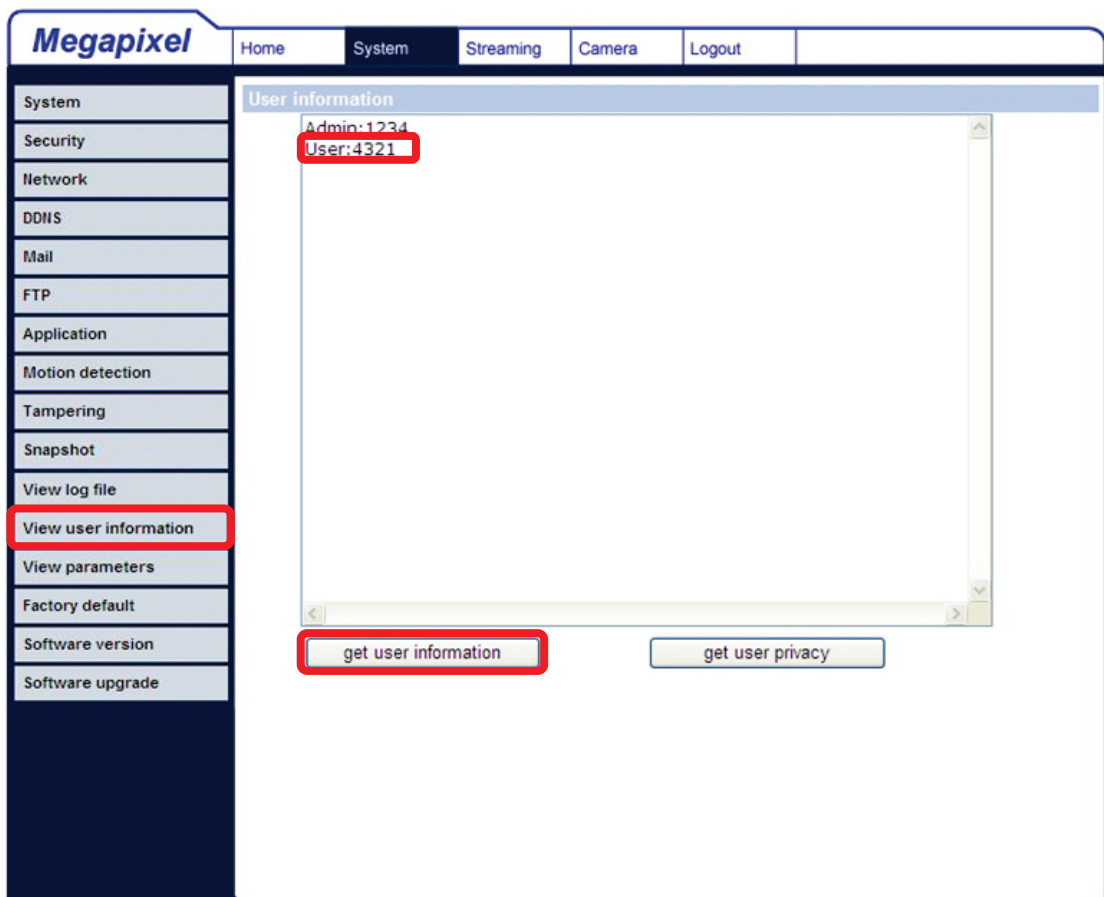 Megapixel
Home System Streaming Camera Logout
System
Security
Network
DDNS
Mail
FTP
Application
Motion detection
Tampering
Snapshot
View log file
View user information
View parameters
Factory default
Software version
Software upgrade
User information
Admin:1234
User:4321
get user information get user privacy